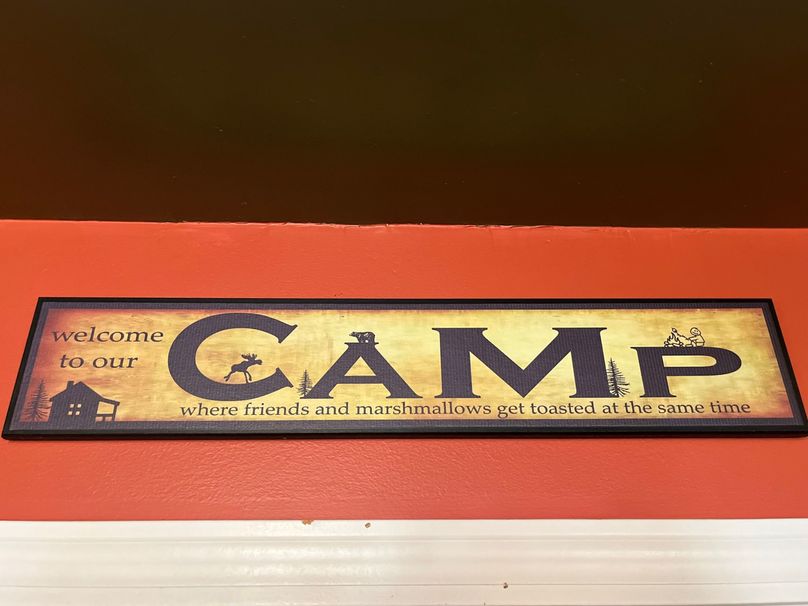 welcome
to our
CAMP
where friends and marshmallows get toasted at the same time